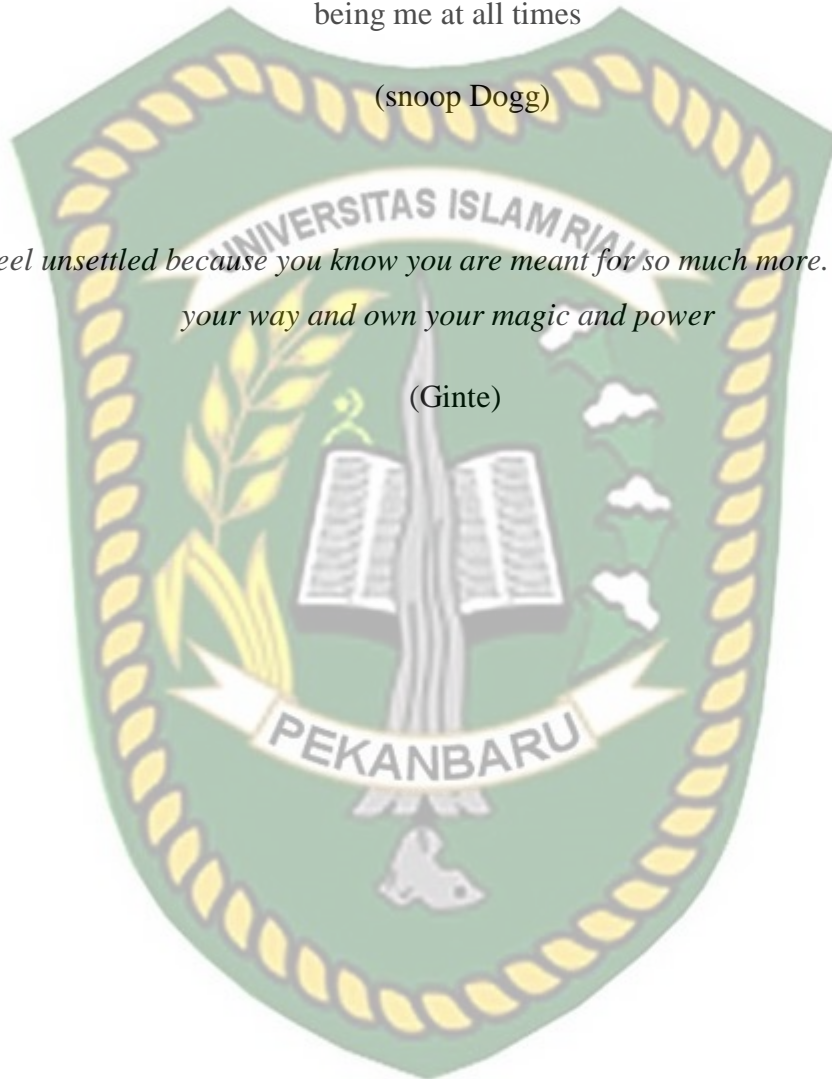 being me at all times
(snoop Dogg)
UNIVERSITAS ISLAM RIAU
eel unsettled because you know you are meant for so much more.
your way and own your magic and power
(Ginte)
PEKANBARU